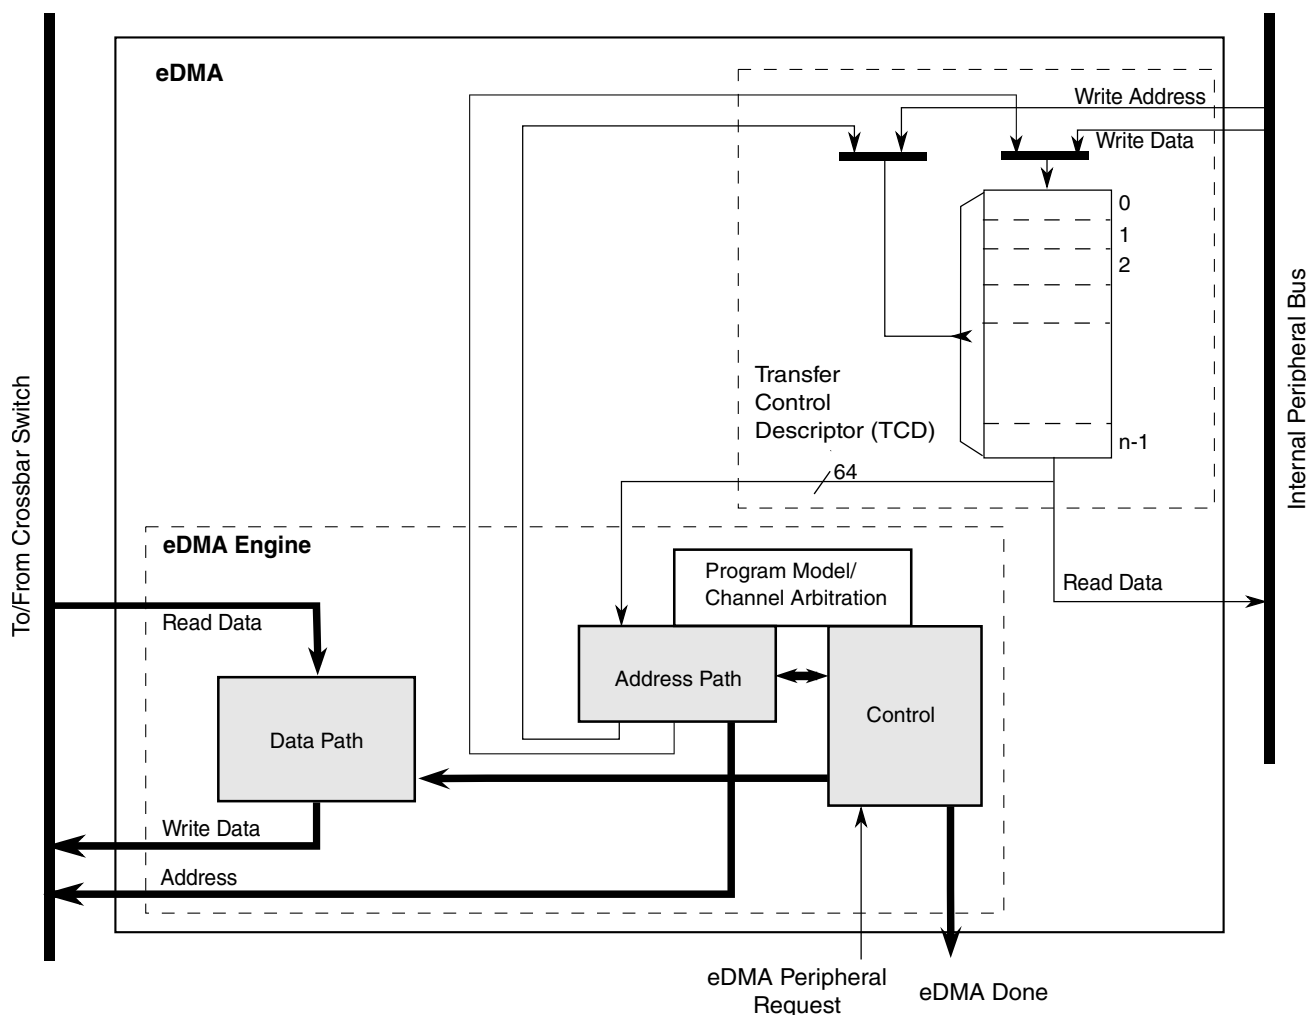 eDMA
Write Address
Write Data
0
1
2
n-1
Transfer
Control
Descriptor (TCD)
64
To/From Crossbar Switch
Internal Peripheral Bus
eDMA Engine
Program Model/
Channel Arbitration
Read Data
Read Data
Address Path
Control
Data Path
Write Data
Address
eDMA Peripheral
Request
eDMA Done